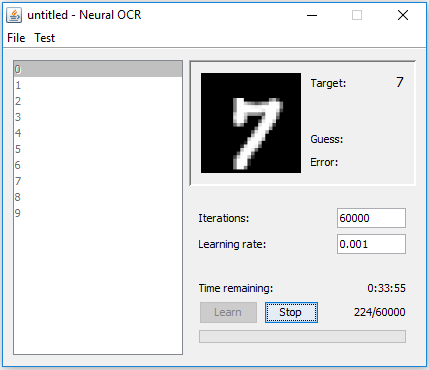 untitled - Neural OCR
File Test
0
1
2
3
4
5
6
7
8
9
7
Target: 7
Guess:
Error:
Iterations: 60000
Learning rate: 0.001
Time remaining: 0:33:55
Learn Stop 224/60000